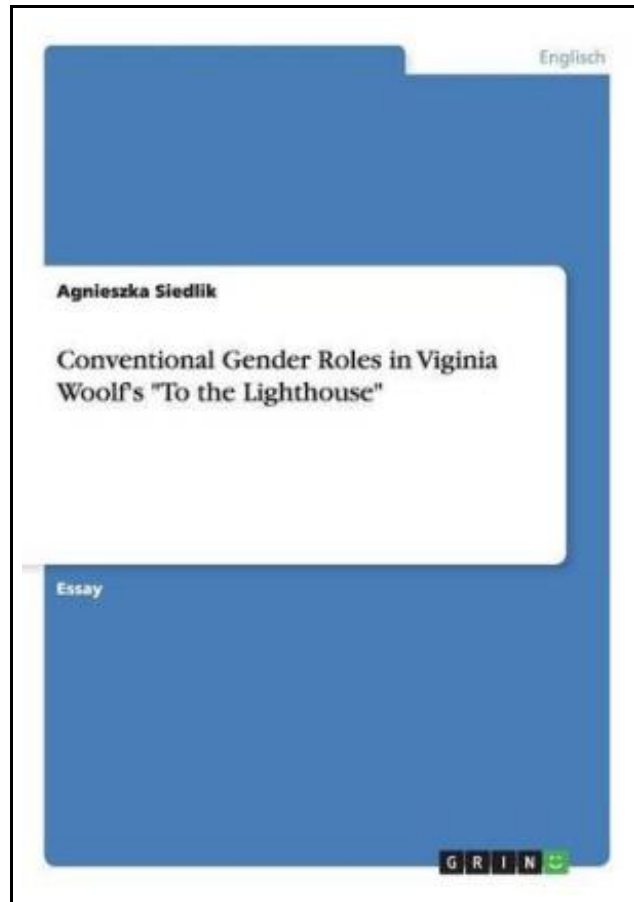 Englisch
Agnieszka Siedlik
Conventional Gender Roles in Viginia
Woolf's "To the Lighthouse"
Essay
GRIN